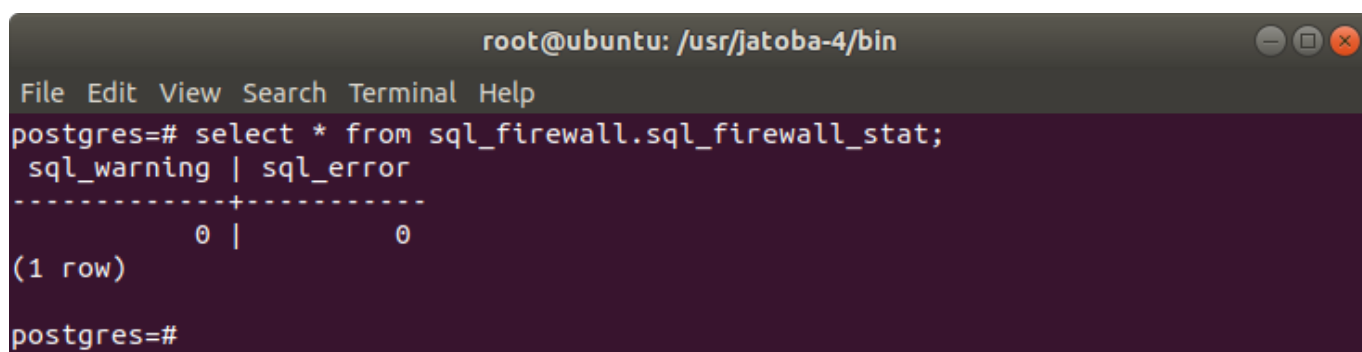 root@ubuntu: /usr/jatoba-4/bin
File Edit View Search Terminal Help
postgres=# select * from sql_firewall.sql_firewall_stat;
 sql_warning | sql_error
-------------+-----------
           0 |         0
(1 row)
postgres=#